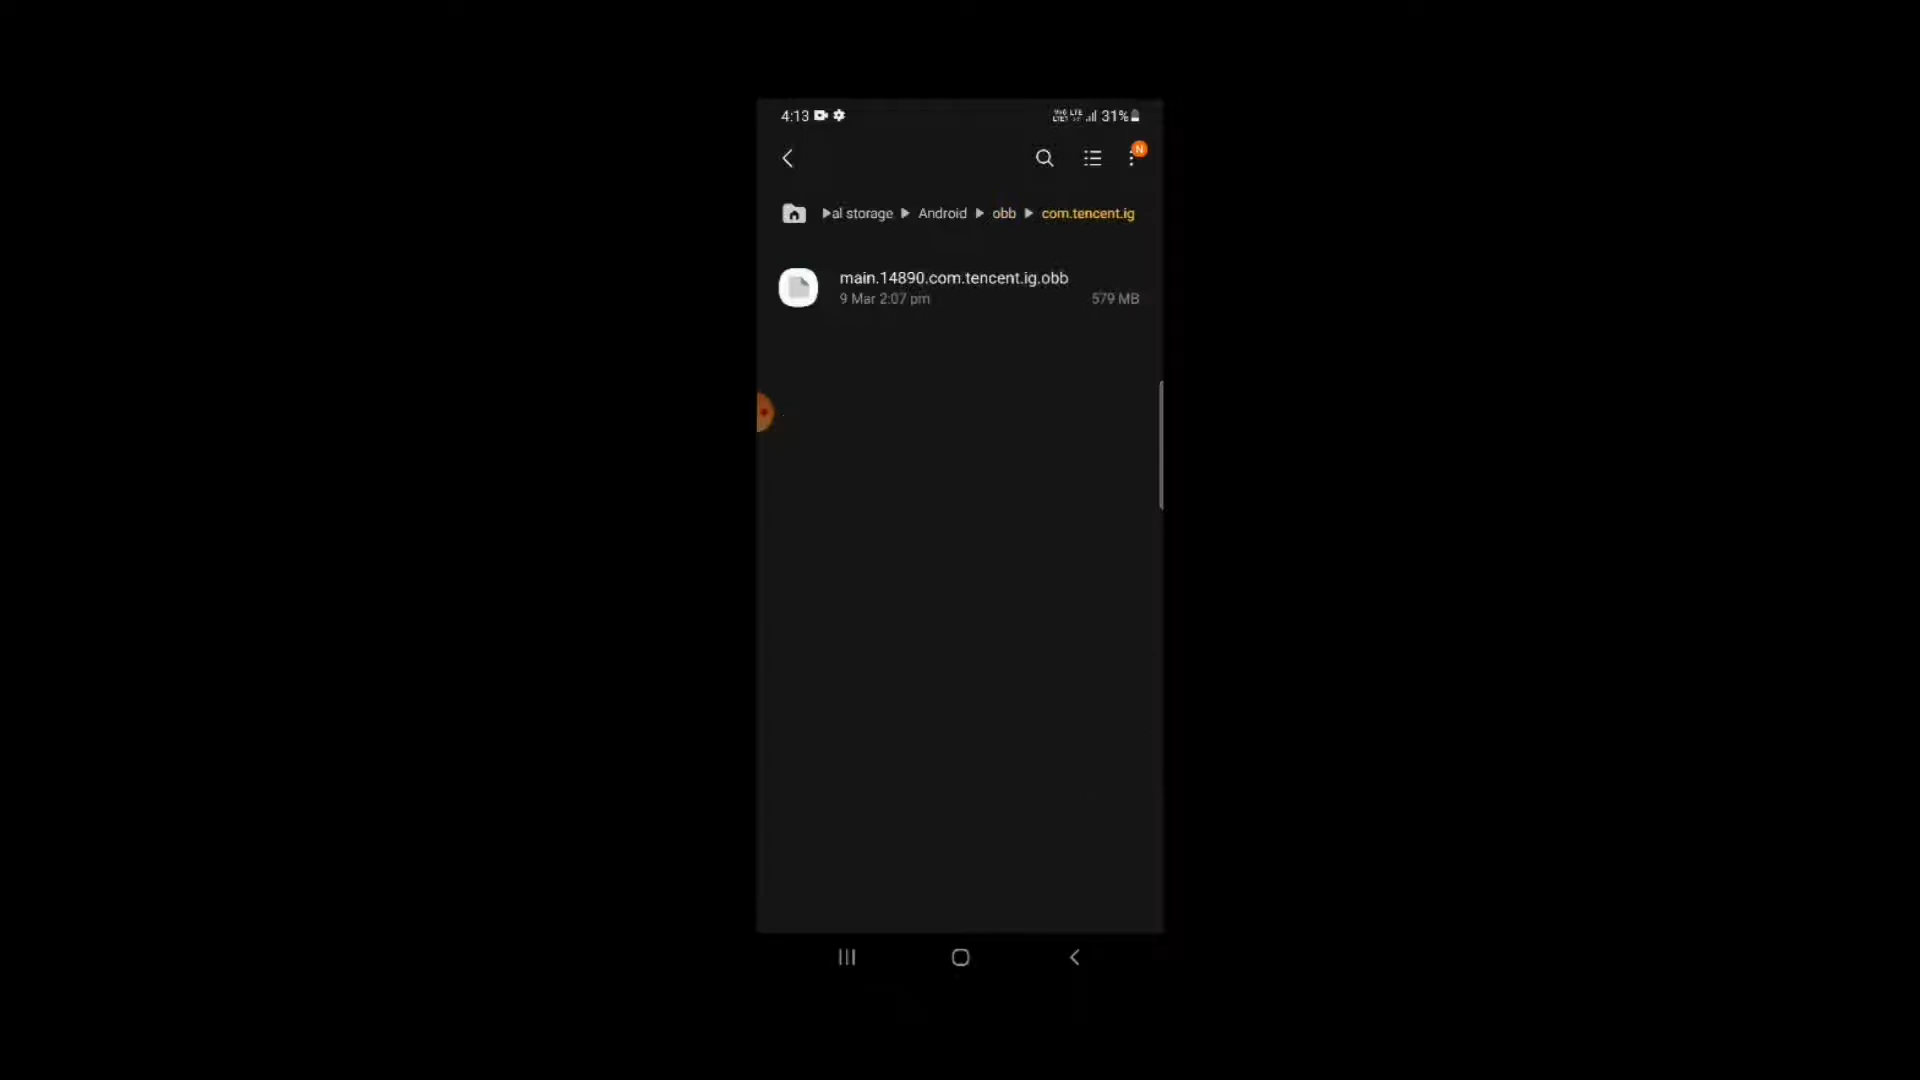 4:13 31%
N
al storage Android obb com.tencent.ig
main.14890.com.tencent.ig.obb
9 Mar 2:07 pm 579 MB